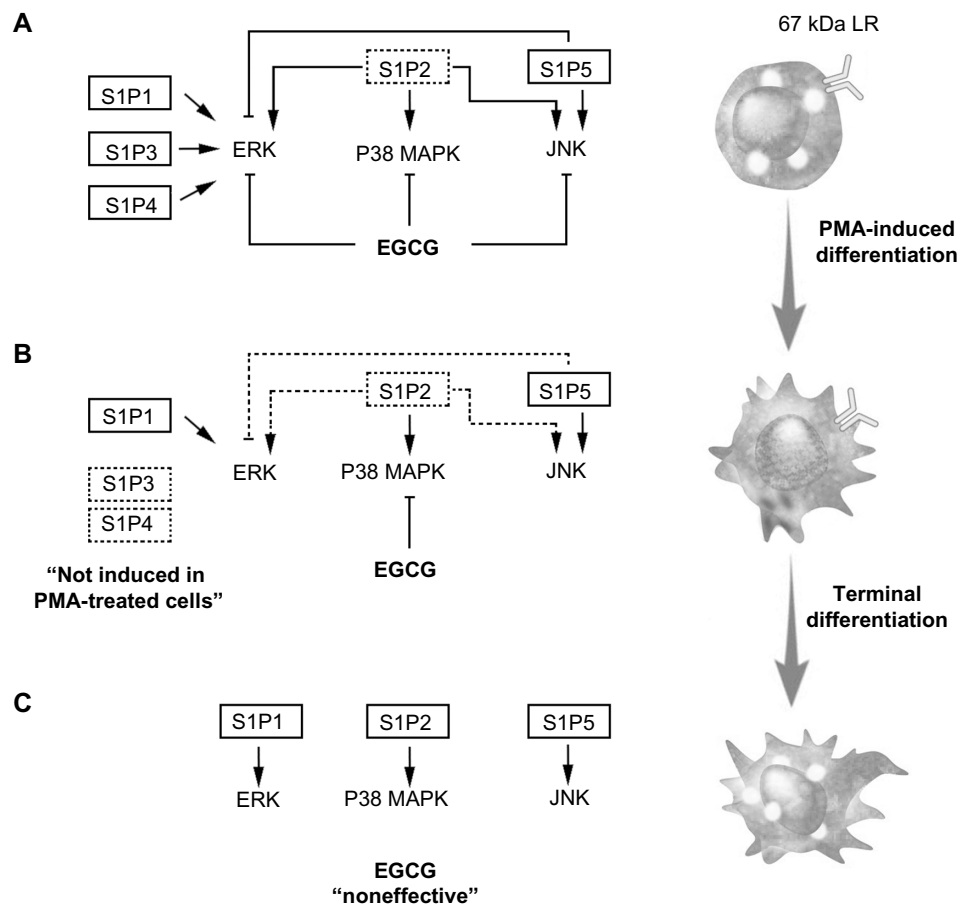 A
67 kDa LR
S1P2
S1P5
S1P1
S1P3
S1P4
ERK
P38 MAPK
JNK
EGCG
PMA-induced
differentiation
B
S1P2
S1P5
S1P1
ERK
P38 MAPK
JNK
S1P3
S1P4
“Not induced in
PMA-treated cells”
EGCG
Terminal
differentiation
C
S1P1
S1P2
S1P5
ERK
P38 MAPK
JNK
EGCG
“noneffective”